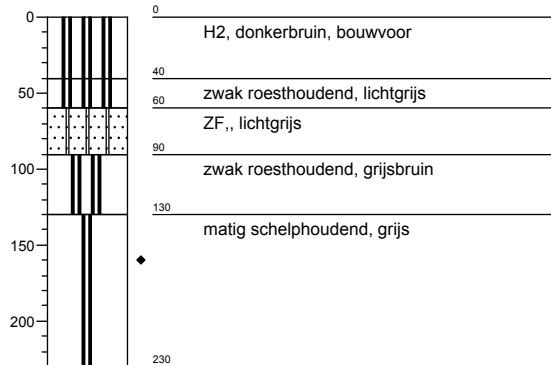 0
0
H2, donkerbruin, bouwvoor
40
50
zwak roesthoudend, lichtgrijs
60
ZF,, lichtgrijs
90
100
zwak roesthoudend, grijsbruin
130
matig schelphoudend, grijs
150
200
230